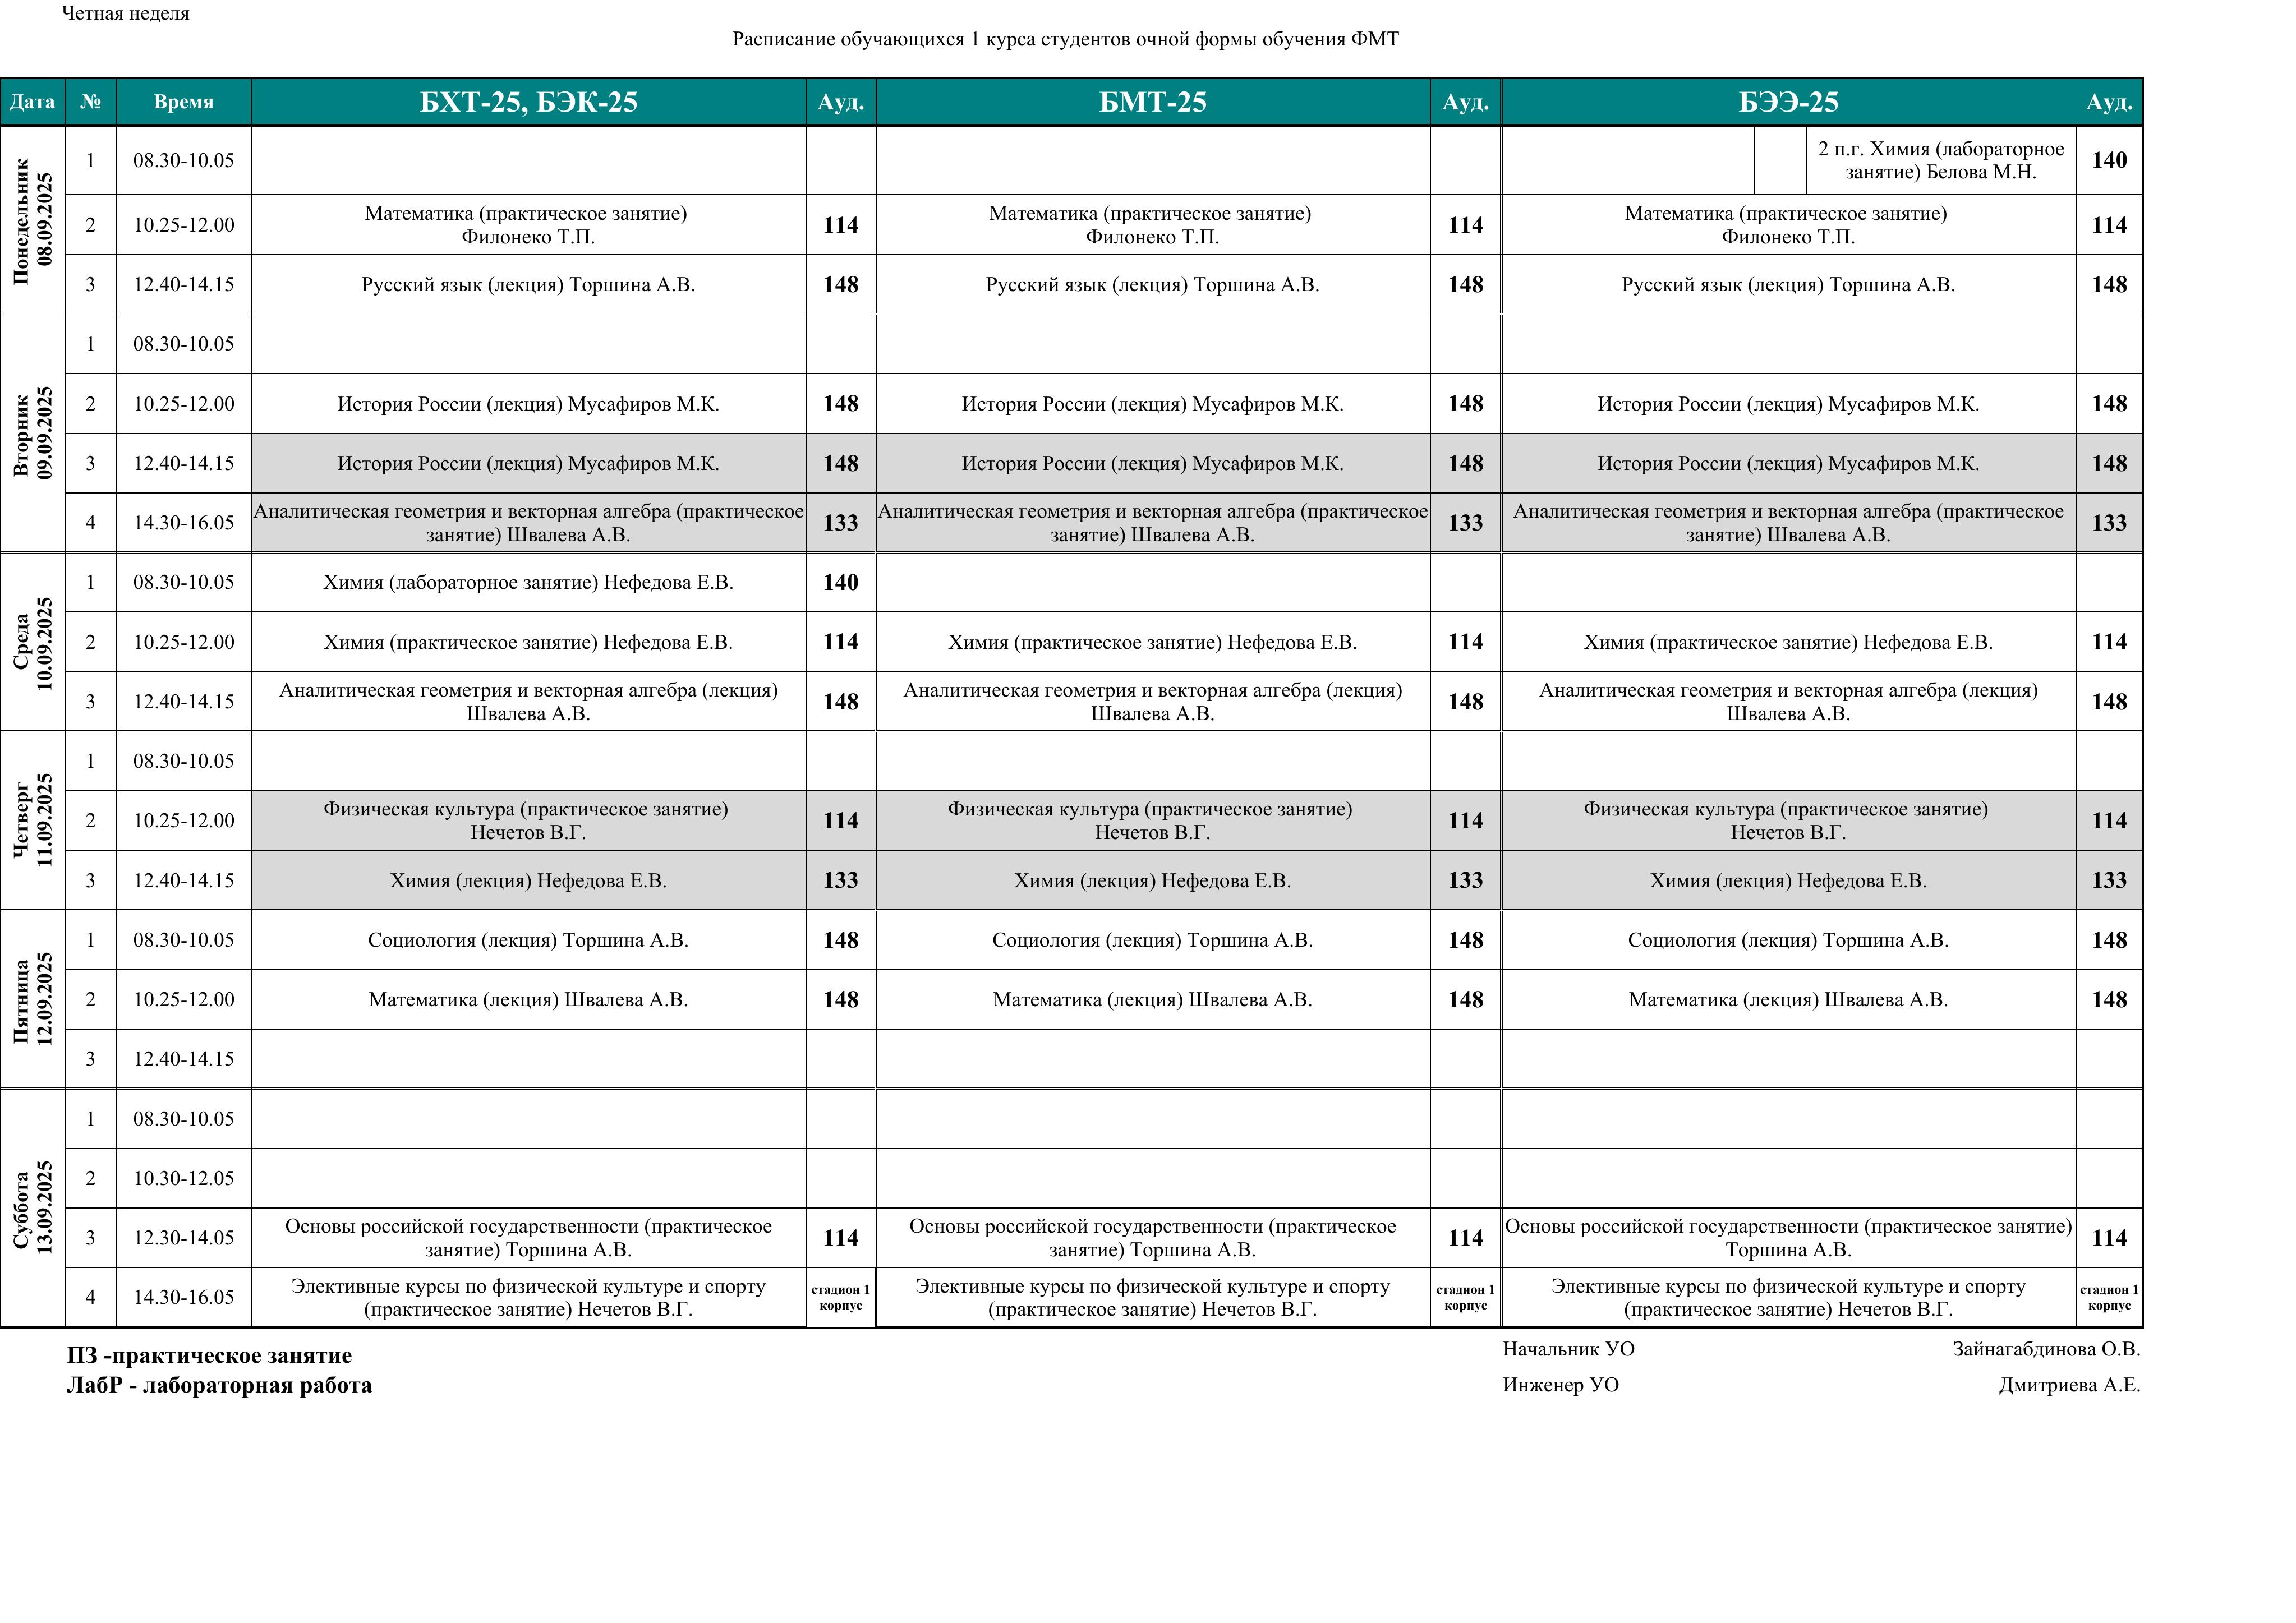 Четная неделя
Расписание обучающихся 1 курса студентов очной формы обучения ФМТ
Дата № Время БХТ-25, БЭК-25 Ауд. БМТ-25 Ауд. БЭЭ-25 Ауд.
Понедельник
08.09.2025
1 08.30-10.05 2 п.г. Химия (лабораторное
занятие) Белова М.Н. 140
2 10.25-12.00 Математика (практическое занятие)
Филонеко Т.П. 114 Математика (практическое занятие)
Филонеко Т.П. 114 Математика (практическое занятие)
Филонеко Т.П. 114
3 12.40-14.15 Русский язык (лекция) Торшина А.В. 148 Русский язык (лекция) Торшина А.В. 148 Русский язык (лекция) Торшина А.В. 148
Вторник
09.09.2025
1 08.30-10.05
2 10.25-12.00 История России (лекция) Мусафиров М.К. 148 История России (лекция) Мусафиров М.К. 148 История России (лекция) Мусафиров М.К. 148
3 12.40-14.15 История России (лекция) Мусафиров М.К. 148 История России (лекция) Мусафиров М.К. 148 История России (лекция) Мусафиров М.К. 148
4 14.30-16.05 Аналитическая геометрия и векторная алгебра (практическое
занятие) Швалева А.В. 133 Аналитическая геометрия и векторная алгебра (практическое
занятие) Швалева А.В. 133 Аналитическая геометрия и векторная алгебра (практическое
занятие) Швалева А.В. 133
Среда
10.09.2025
1 08.30-10.05 Химия (лабораторное занятие) Нефедова Е.В. 140
2 10.25-12.00 Химия (практическое занятие) Нефедова Е.В. 114 Химия (практическое занятие) Нефедова Е.В. 114 Химия (практическое занятие) Нефедова Е.В. 114
3 12.40-14.15 Аналитическая геометрия и векторная алгебра (лекция)
Швалева А.В. 148 Аналитическая геометрия и векторная алгебра (лекция)
Швалева А.В. 148 Аналитическая геометрия и векторная алгебра (лекция)
Швалева А.В. 148
Четверг
11.09.2025
1 08.30-10.05
2 10.25-12.00 Физическая культура (практическое занятие)
Нечетов В.Г. 114 Физическая культура (практическое занятие)
Нечетов В.Г. 114 Физическая культура (практическое занятие)
Нечетов В.Г. 114
3 12.40-14.15 Химия (лекция) Нефедова Е.В. 133 Химия (лекция) Нефедова Е.В. 133 Химия (лекция) Нефедова Е.В. 133
Пятница
12.09.2025
1 08.30-10.05 Социология (лекция) Торшина А.В. 148 Социология (лекция) Торшина А.В. 148 Социология (лекция) Торшина А.В. 148
2 10.25-12.00 Математика (лекция) Швалева А.В. 148 Математика (лекция) Швалева А.В. 148 Математика (лекция) Швалева А.В. 148
3 12.40-14.15
Суббота
13.09.2025
1 08.30-10.05
2 10.30-12.05
3 12.30-14.05 Основы российской государственности (практическое
занятие) Торшина А.В. 114 Основы российской государственности (практическое
занятие) Торшина А.В. 114 Основы российской государственности (практическое занятие)
Торшина А.В. 114
4 14.30-16.05 Элективные курсы по физической культуре и спорту
(практическое занятие) Нечетов В.Г. стадион 1
корпус Элективные курсы по физической культуре и спорту
(практическое занятие) Нечетов В.Г. стадион 1
корпус Элективные курсы по физической культуре и спорту
(практическое занятие) Нечетов В.Г. стадион 1
корпус
ПЗ -практическое занятие
ЛабР - лабораторная работа
Начальник УО Зайнагабдинова О.В.
Инженер УО Дмитриева А.Е.